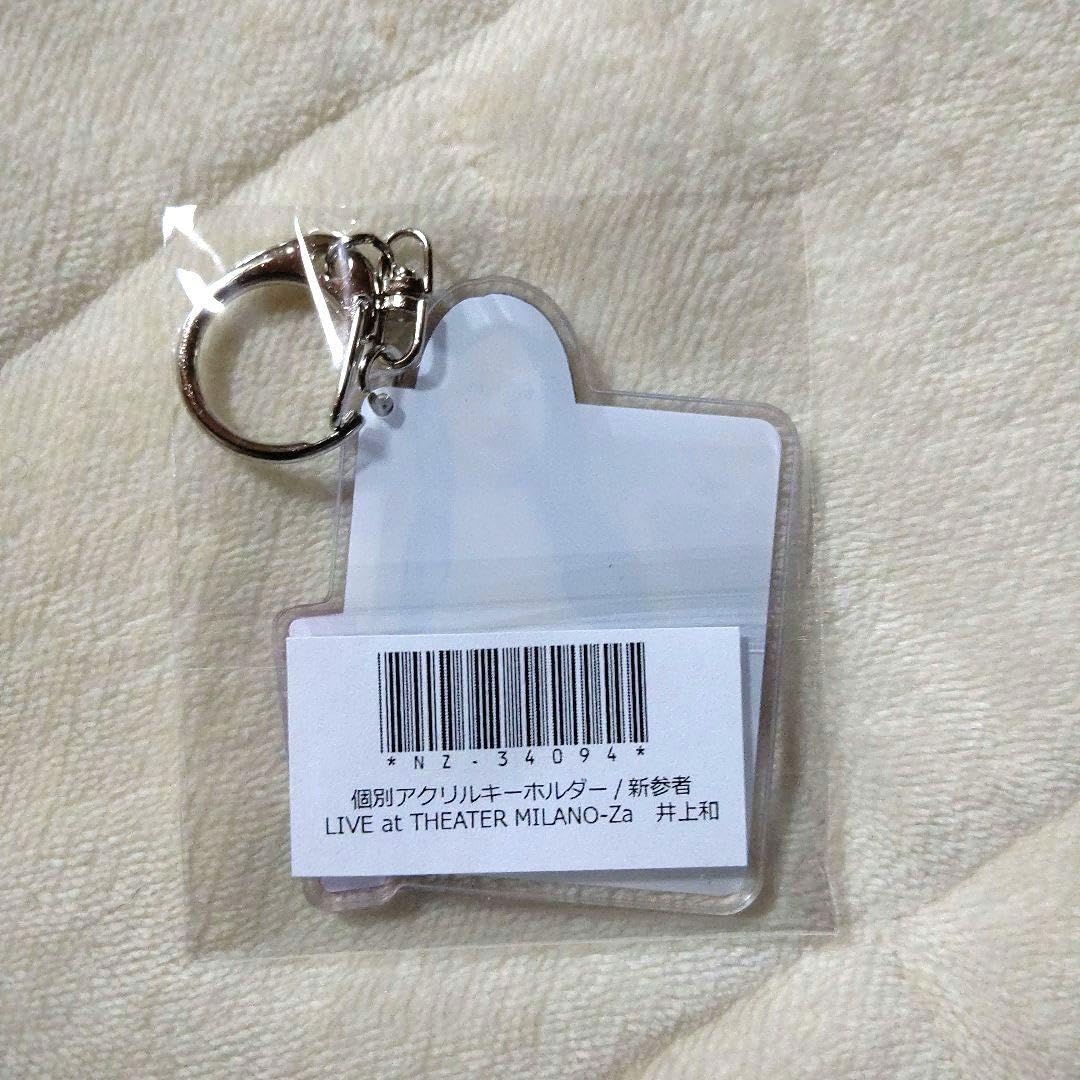 *NZ-34094*
個別アクリルキーホルダー / 新参者
LIVE at THEATER MILANO-Za　井上和